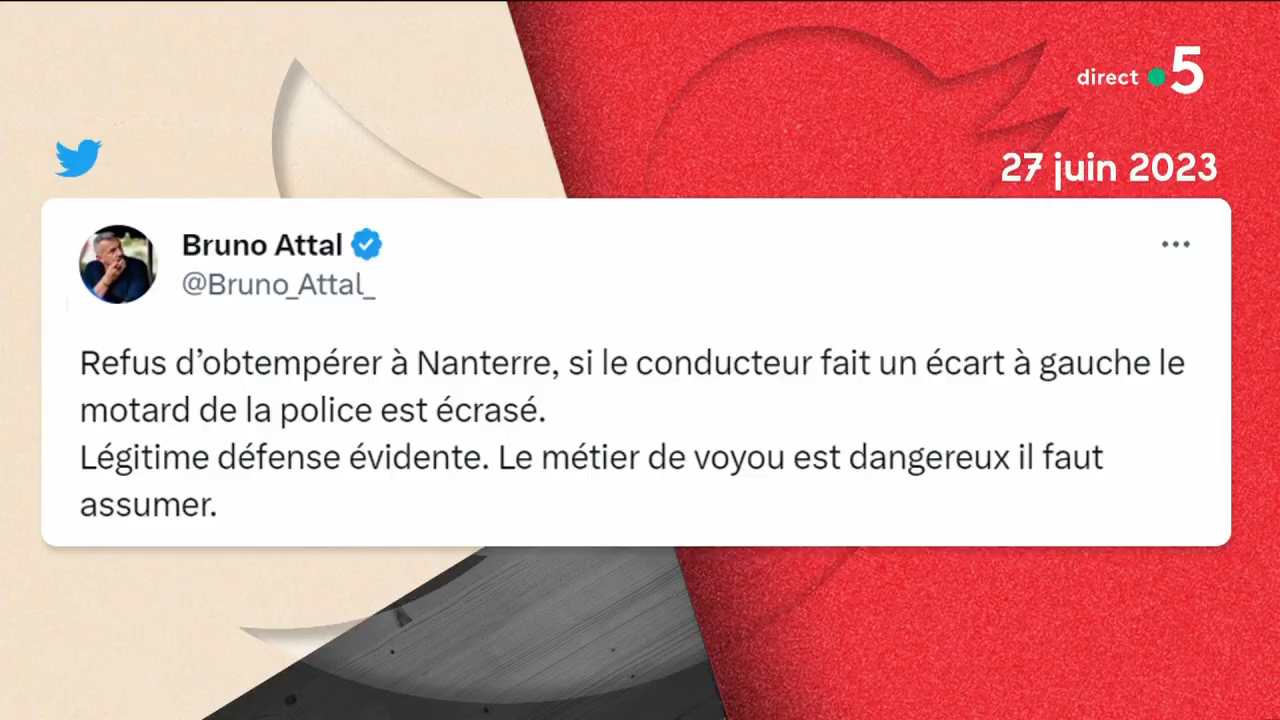 direct 5
27 juin 2023
Bruno Attal
@Bruno_Attal_
Refus d’obtempérer à Nanterre, si le conducteur fait un écart à gauche le
motard de la police est écrasé.
Légitime défense évidente. Le métier de voyou est dangereux il faut
assumer.